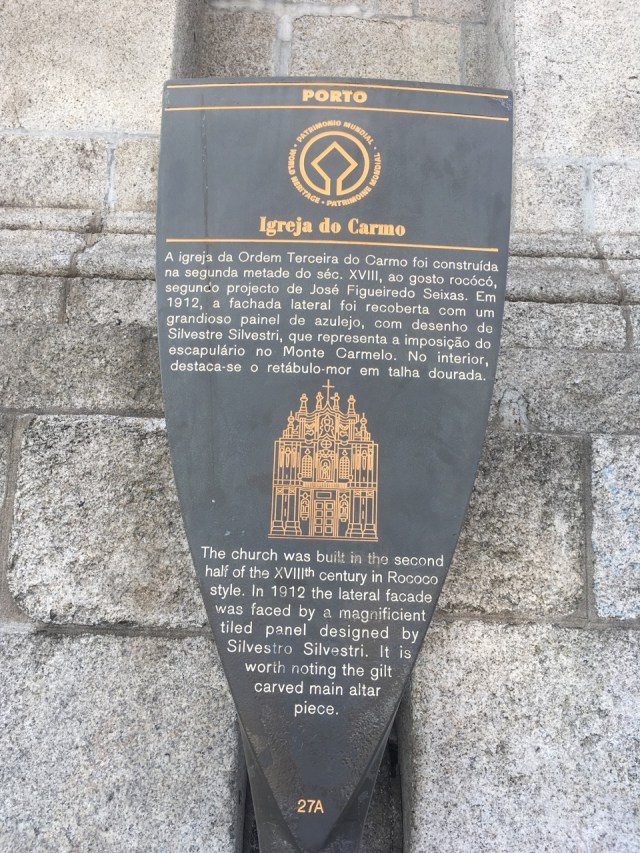 PORTO
PATRIMONIO MUNDIAL • WORLD HERITAGE • PATRIMOINE MONDIAL •
Igreja do Carmo
A igreja da Ordem Terceira do Carmo foi construída
na segunda metade do séc. XVIII, ao gosto rocócó,
segundo projecto de José Figueiredo Seixas. Em
1912, a fachada lateral foi recoberta com um
grandioso painel de azulejo, com desenho de
Silvestre Silvestri, que representa a imposição do
escapulário no Monte Carmelo. No interior,
destaca-se o retábulo-mor em talha dourada.
The church was built in the second
half of the XVIIIth century in Rococo
style. In 1912 the lateral facade
was faced by a magnificient
tiled panel designed by
Silvestro Silvestri. It is
worth noting the gilt
carved main altar
piece.
27A